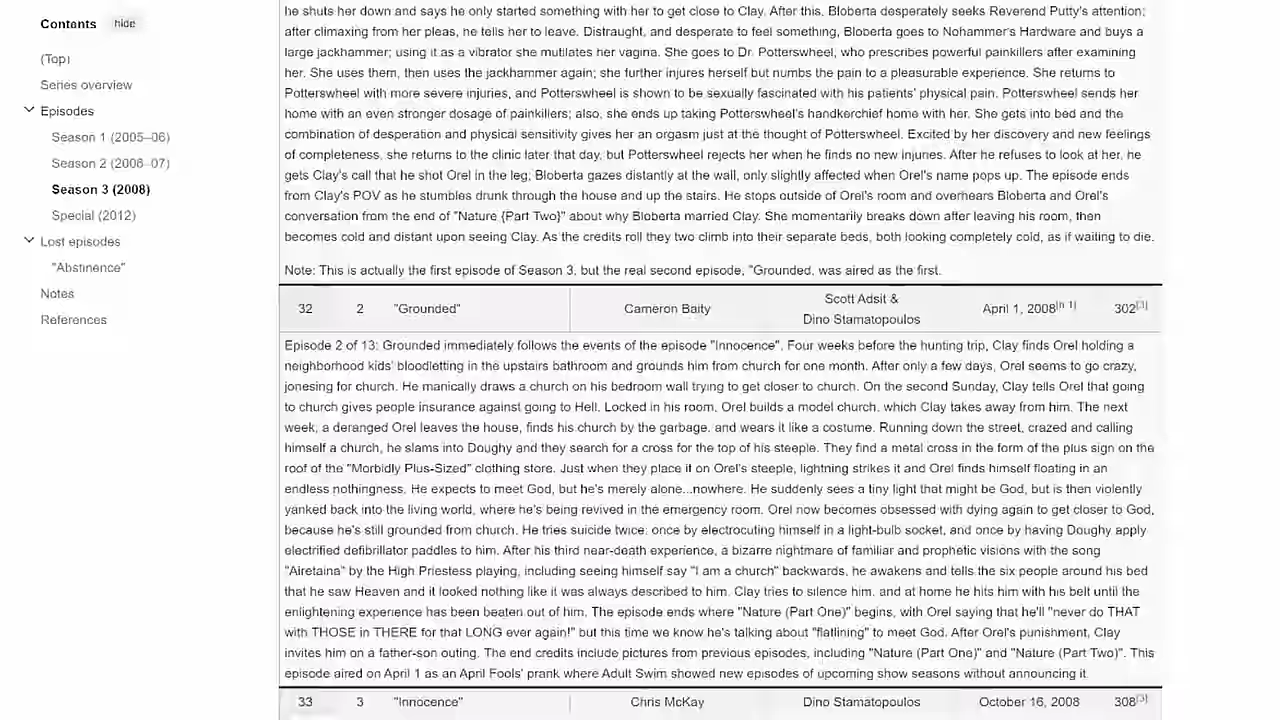 Contents hide
(Top)
Series overview
Episodes
Season 1 (2005–06)
Season 2 (2006–07)
Season 3 (2008)
Special (2012)
Lost episodes
"Abstinence"
Notes
References
he shuts her down and says he only started something with her to get close to Clay. After this, Bloberta desperately seeks Reverend Putty's attention;
after climaxing from her pleas, he tells her to leave. Distraught, and desperate to feel something, Bloberta goes to Nohammer's Hardware and buys a
large jackhammer; using it as a vibrator she mutilates her vagina. She goes to Dr. Potterswheel, who prescribes powerful painkillers after examining
her. She uses them, then uses the jackhammer again; she further injures herself but numbs the pain to a pleasurable experience. She returns to
Potterswheel with more severe injuries, and Potterswheel is shown to be sexually fascinated with his patients' physical pain. Potterswheel sends her
home with an even stronger dosage of painkillers; also, she ends up taking Potterswheel's handkerchief home with her. She gets into bed and the
combination of desperation and physical sensitivity gives her an orgasm just at the thought of Potterswheel. Excited by her discovery and new feelings
of completeness, she returns to the clinic later that day, but Potterswheel rejects her when he finds no new injuries. After he refuses to look at her, he
gets Clay's call that he shot Orel in the leg; Bloberta gazes distantly at the wall, only slightly affected when Orel's name pops up. The episode ends
from Clay's POV as he stumbles drunk through the house and up the stairs. He stops outside of Orel's room and overhears Bloberta and Orel's
conversation from the end of "Nature {Part Two}" about why Bloberta married Clay. She momentarily breaks down after leaving his room, then
becomes cold and distant upon seeing Clay. As the credits roll they two climb into their separate beds, both looking completely cold, as if waiting to die.
Note: This is actually the first episode of Season 3, but the real second episode, "Grounded, was aired as the first.
32 2 "Grounded" Cameron Baity Scott Adsit & Dino Stamatopoulos April 1, 2008[n 1] 302[3]
Episode 2 of 13: Grounded immediately follows the events of the episode "Innocence". Four weeks before the hunting trip, Clay finds Orel holding a
neighborhood kids' bloodletting in the upstairs bathroom and grounds him from church for one month. After only a few days, Orel seems to go crazy,
jonesing for church. He manically draws a church on his bedroom wall trying to get closer to church. On the second Sunday, Clay tells Orel that going
to church gives people insurance against going to Hell. Locked in his room, Orel builds a model church, which Clay takes away from him. The next
week, a deranged Orel leaves the house, finds his church by the garbage, and wears it like a costume. Running down the street, crazed and calling
himself a church, he slams into Doughy and they search for a cross for the top of his steeple. They find a metal cross in the form of the plus sign on the
roof of the "Morbidly Plus-Sized" clothing store. Just when they place it on Orel's steeple, lightning strikes it and Orel finds himself floating in an
endless nothingness. He expects to meet God, but he's merely alone...nowhere. He suddenly sees a tiny light that might be God, but is then violently
yanked back into the living world, where he's being revived in the emergency room. Orel now becomes obsessed with dying again to get closer to God,
because he's still grounded from church. He tries suicide twice: once by electrocuting himself in a light-bulb socket, and once by having Doughy apply
electrified defibrillator paddles to him. After his third near-death experience, a bizarre nightmare of familiar and prophetic visions with the song
"Airetaina" by the High Priestess playing, including seeing himself say "I am a church" backwards, he awakens and tells the six people around his bed
that he saw Heaven and it looked nothing like it was always described to him. Clay tries to silence him, and at home he hits him with his belt until the
enlightening experience has been beaten out of him. The episode ends where "Nature (Part One)" begins, with Orel saying that he'll "never do THAT
with THOSE in THERE for that LONG ever again!" but this time we know he's talking about "flatlining" to meet God. After Orel's punishment, Clay
invites him on a father-son outing. The end credits include pictures from previous episodes, including "Nature (Part One)" and "Nature (Part Two)". This
episode aired on April 1 as an April Fools' prank where Adult Swim showed new episodes of upcoming show seasons without announcing it.
33 3 "Innocence" Chris McKay Dino Stamatopoulos October 16, 2008 308[3]